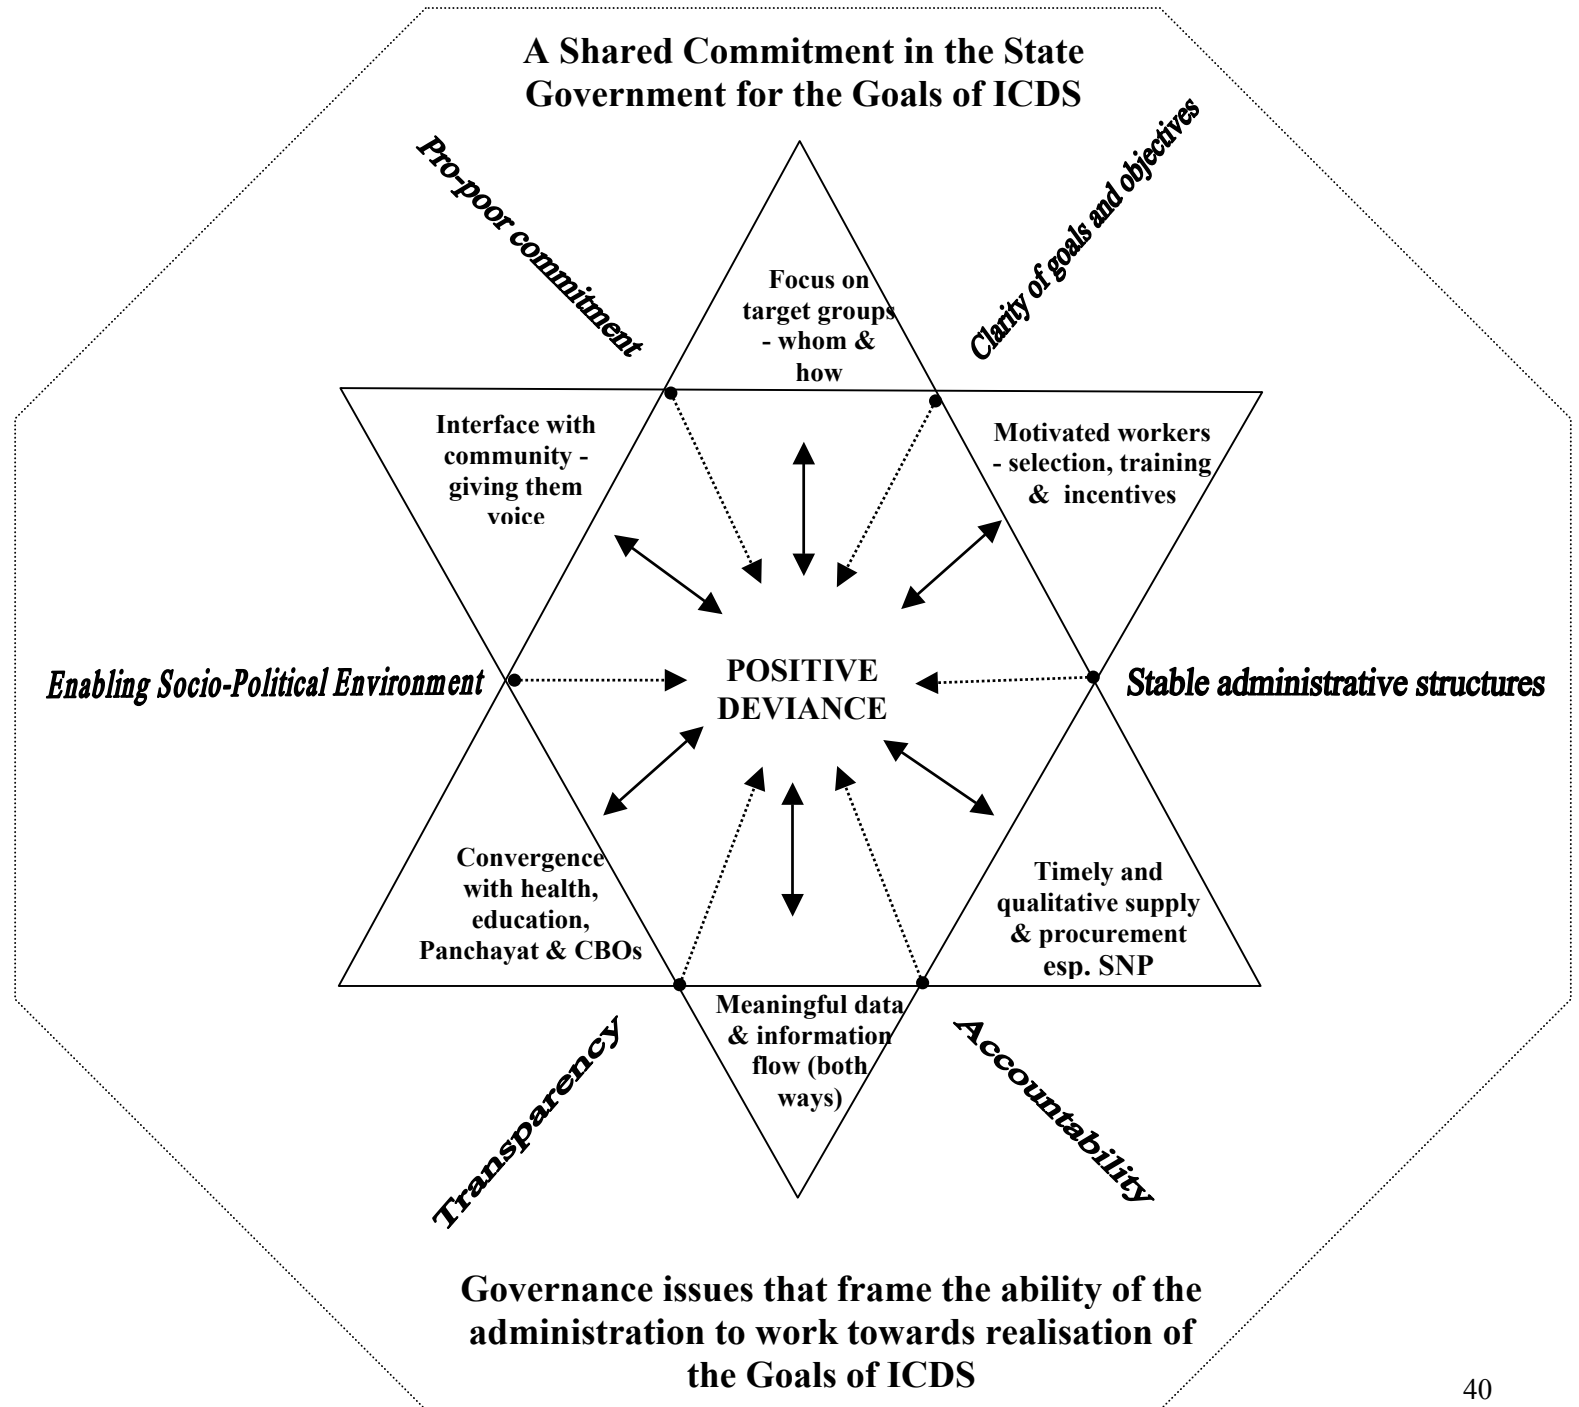 A Shared Commitment in the State
Government for the Goals of ICDS
Pro-poor commitment
Clarity of goals and objectives
Focus on
target groups
- whom &
how
Interface with
community -
giving them
voice
Motivated workers
- selection, training
& incentives
Enabling Socio-Political Environment
POSITIVE
DEVIANCE
Stable administrative structures
Convergence
with health,
education,
Panchayat & CBOs
Timely and
qualitative supply
& procurement
esp. SNP
Meaningful data
& information
flow (both
ways)
Transparency
Accountability
Governance issues that frame the ability of the
administration to work towards realisation of
the Goals of ICDS
40